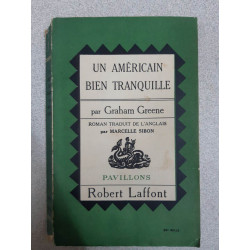 UN AMÉRICAIN
BIEN TRANQUILLE
par Graham Greene
ROMAN TRADUIT DE L'ANGLAIS
par MARCELLE SIBON
PAVILLONS
Robert Laffont